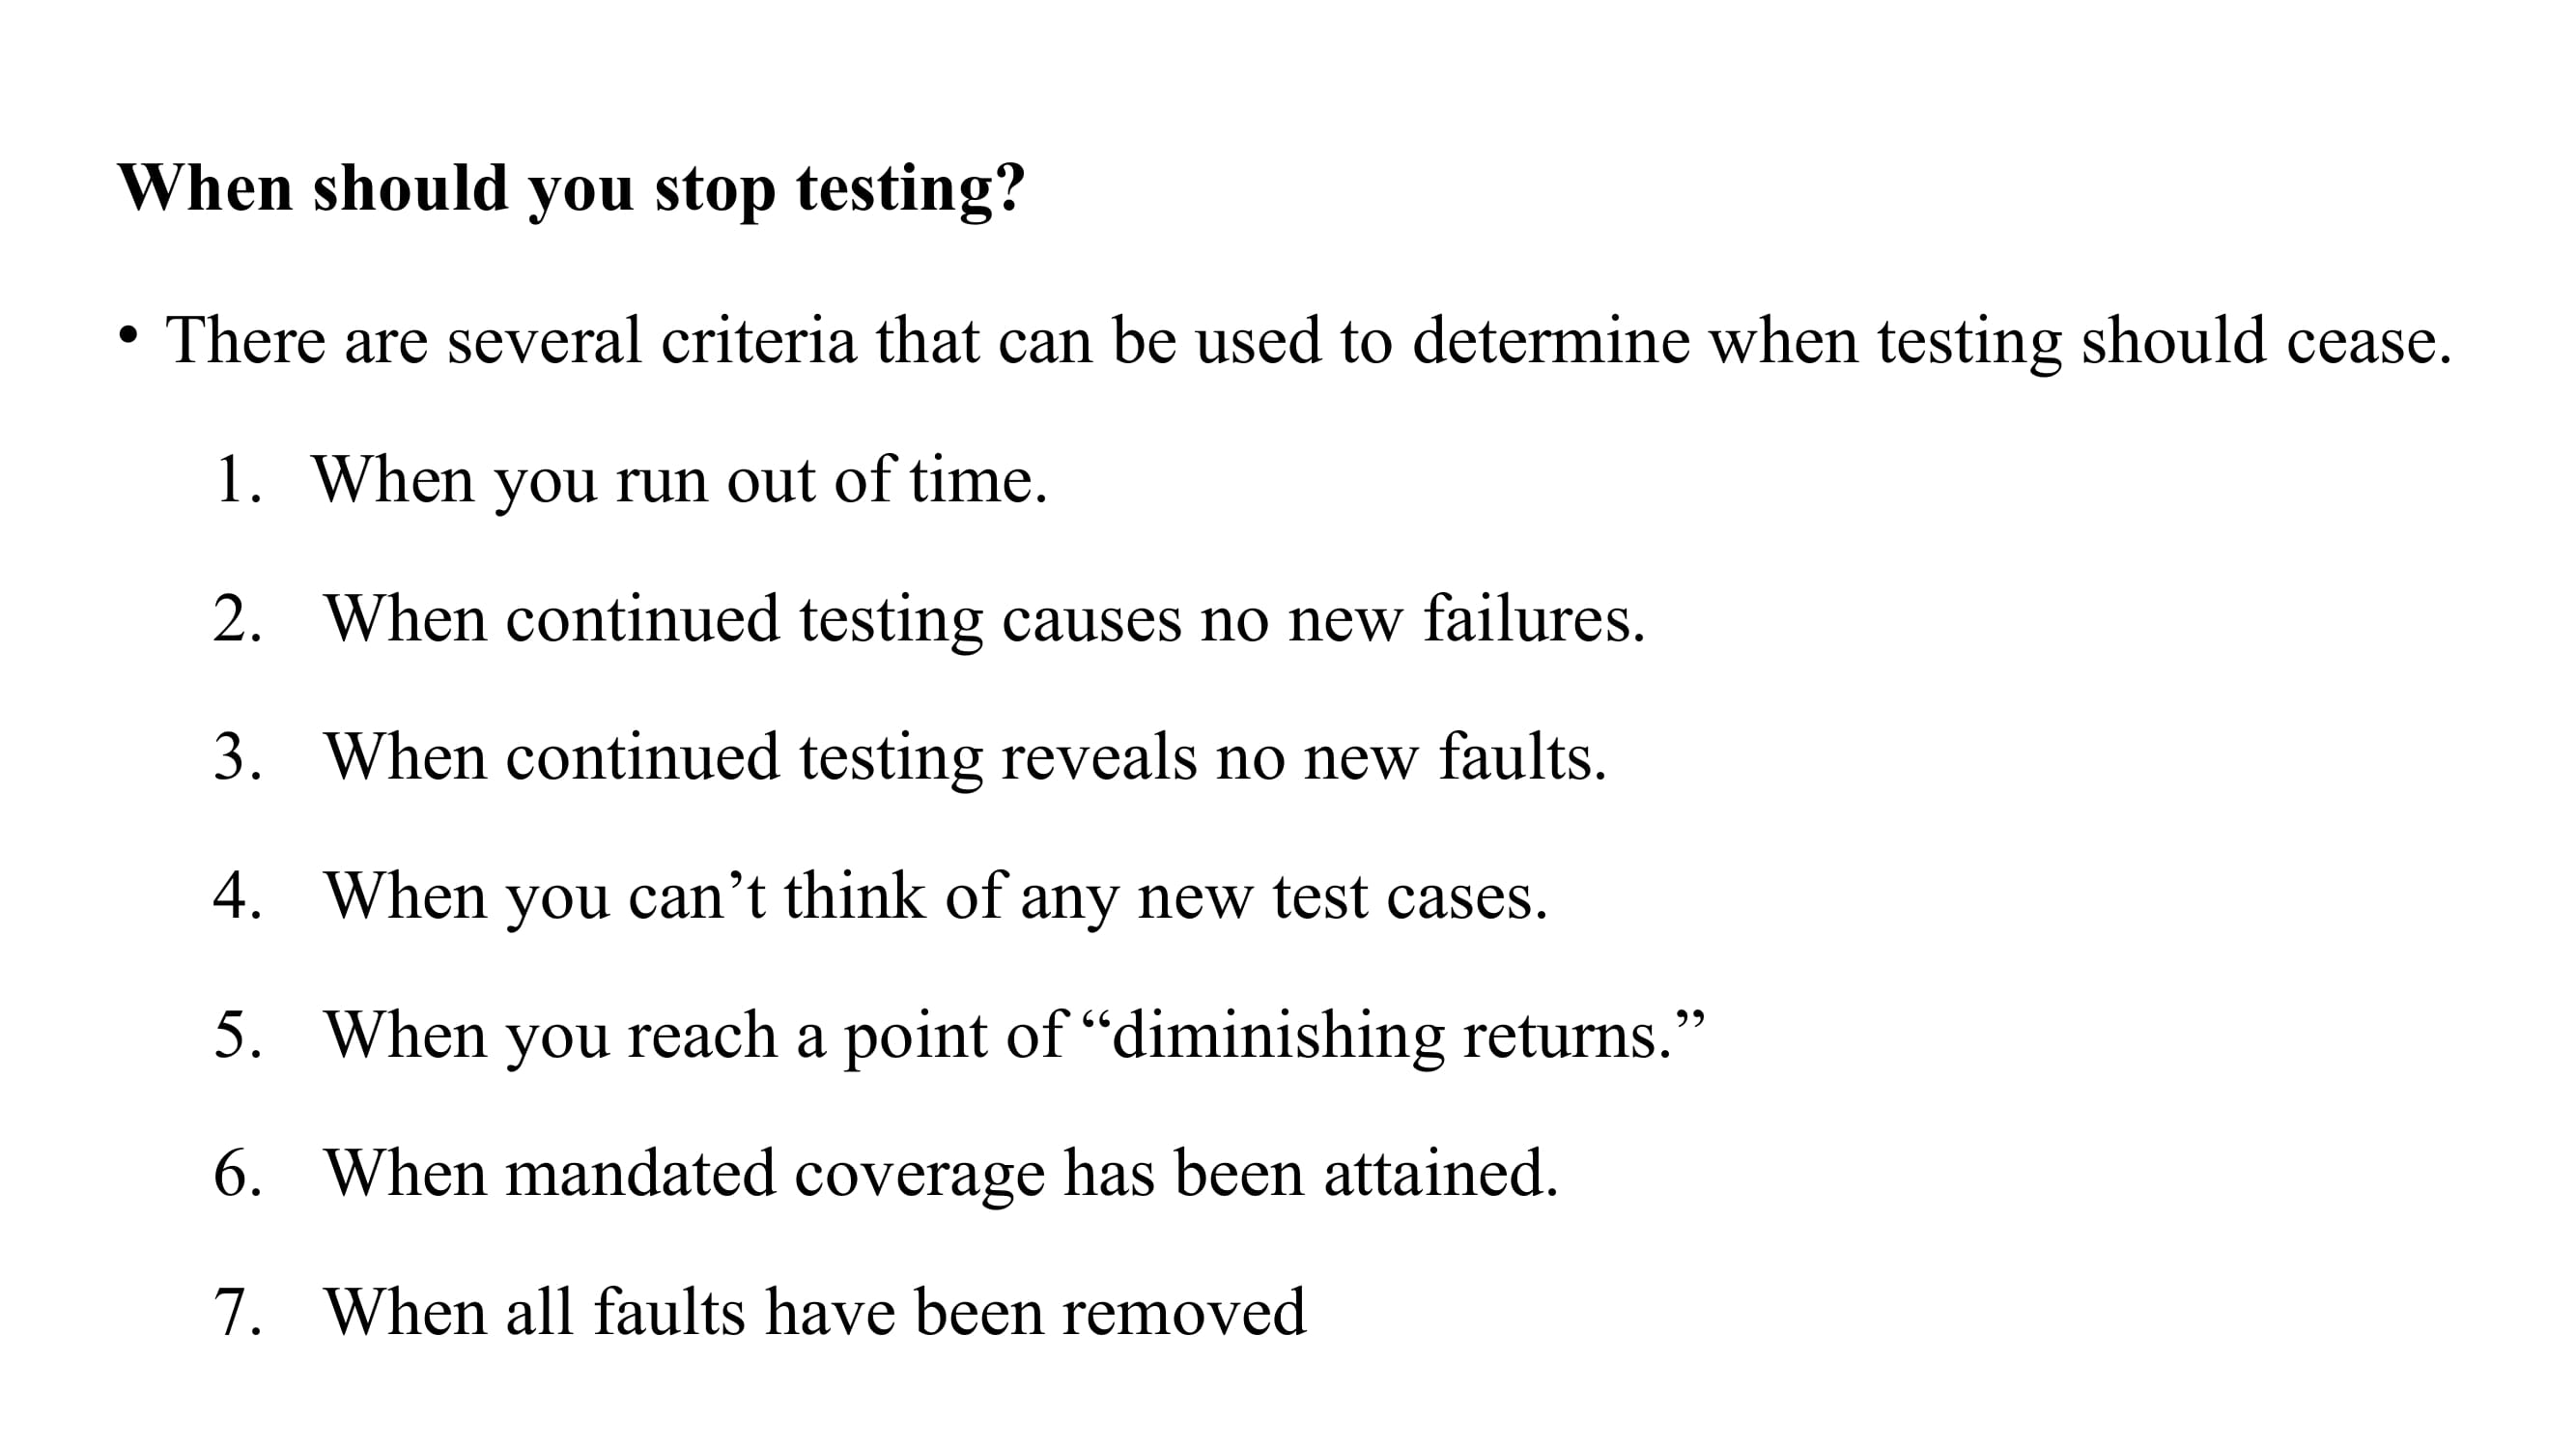 When should you stop testing?
• There are several criteria that can be used to determine when testing should cease.
1. When you run out of time.
2. When continued testing causes no new failures.
3. When continued testing reveals no new faults.
4. When you can’t think of any new test cases.
5. When you reach a point of “diminishing returns.”
6. When mandated coverage has been attained.
7. When all faults have been removed